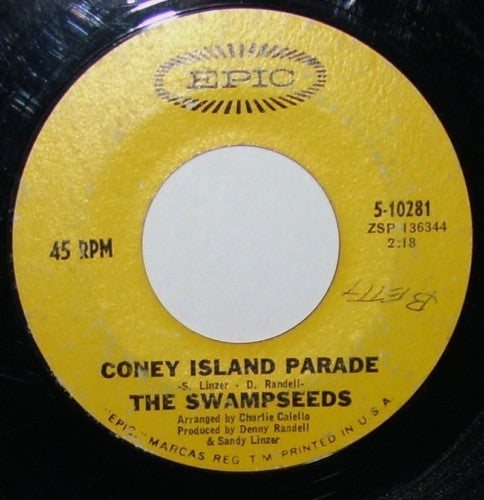 EPIC
5-10281
ZSP 136344
2:18
45 RPM
CONEY ISLAND PARADE
-S. Linzer - D. Randell-
THE SWAMPSEEDS
Arranged by Charlie Calello
Produced by Denny Randell
& Sandy Linzer
"EPIC" MARCAS REG. T.M. PRINTED IN U.S.A.